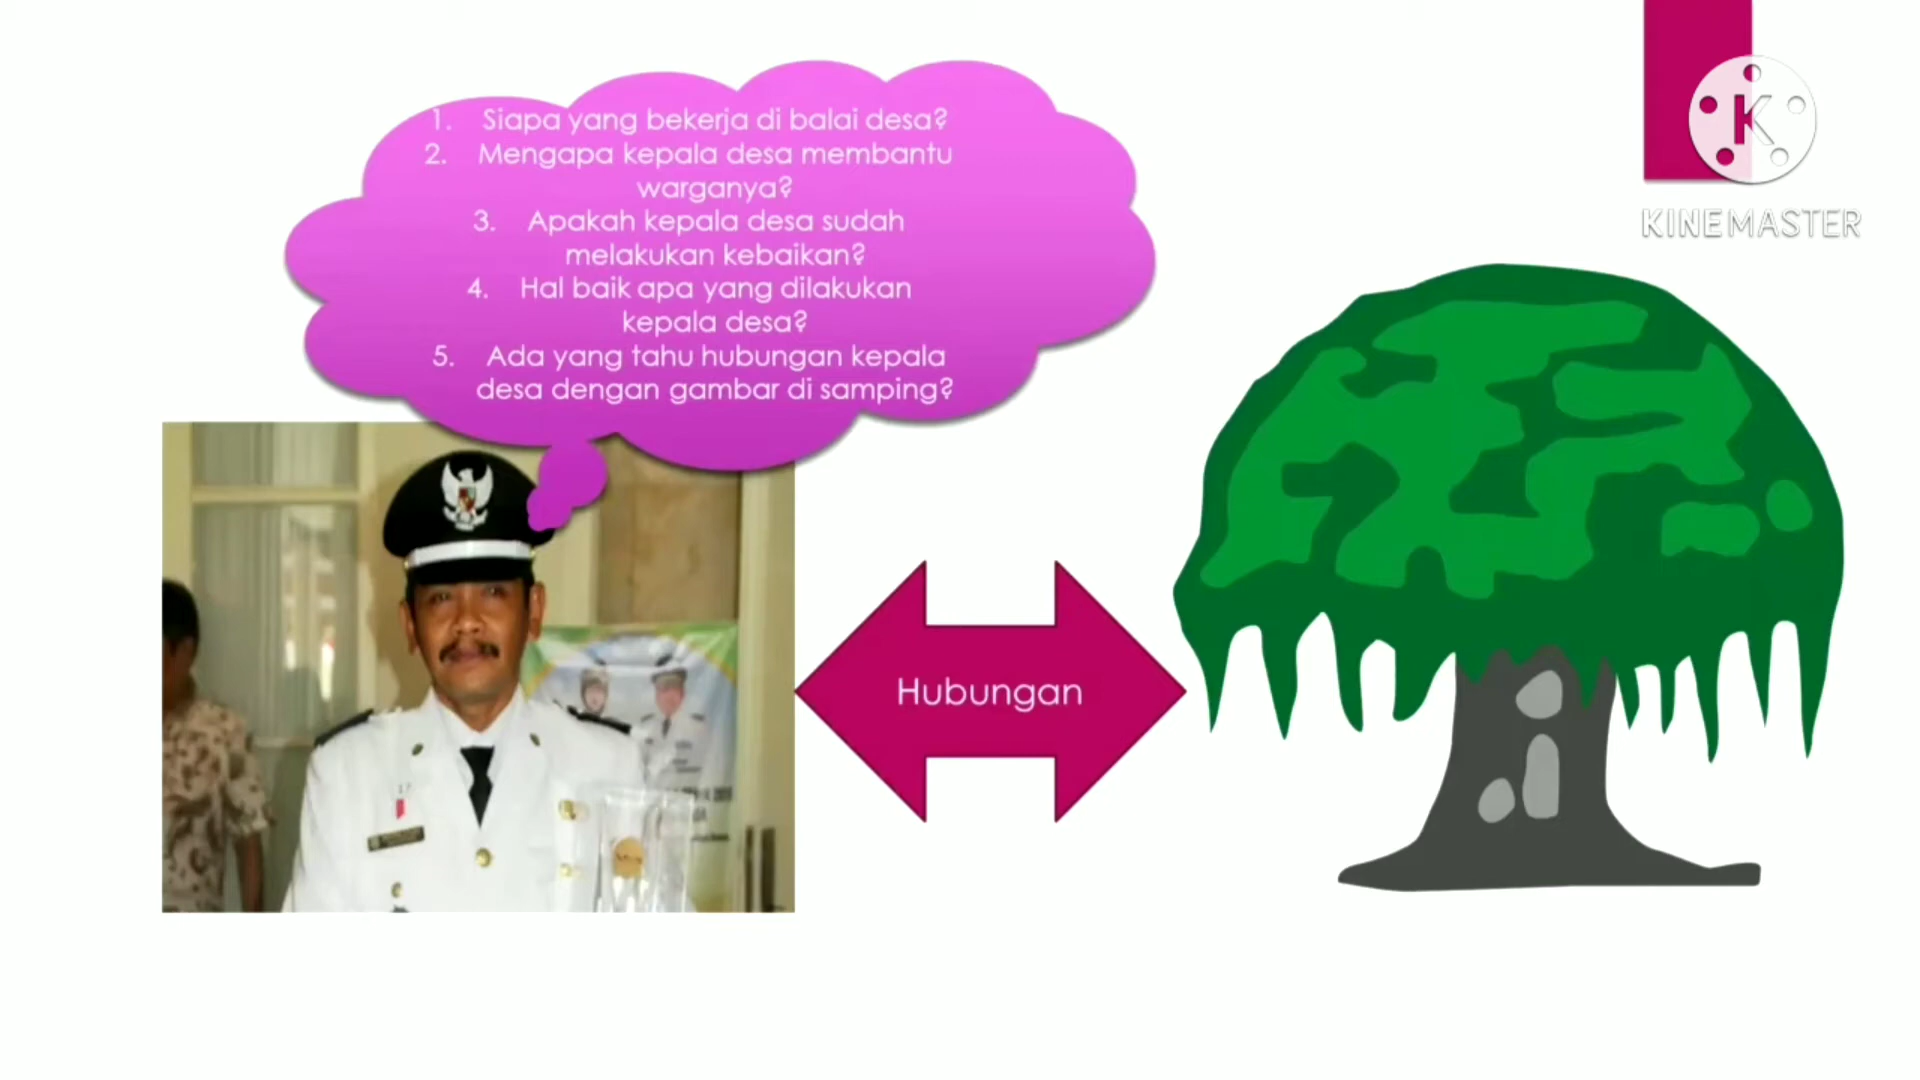 1. Siapa yang bekerja di balai desa?
2. Mengapa kepala desa membantu
warganya?
3. Apakah kepala desa sudah
melakukan kebaikan?
4. Hal baik apa yang dilakukan
kepala desa?
5. Ada yang tahu hubungan kepala
desa dengan gambar di samping?
Hubungan
K
KINEMASTER